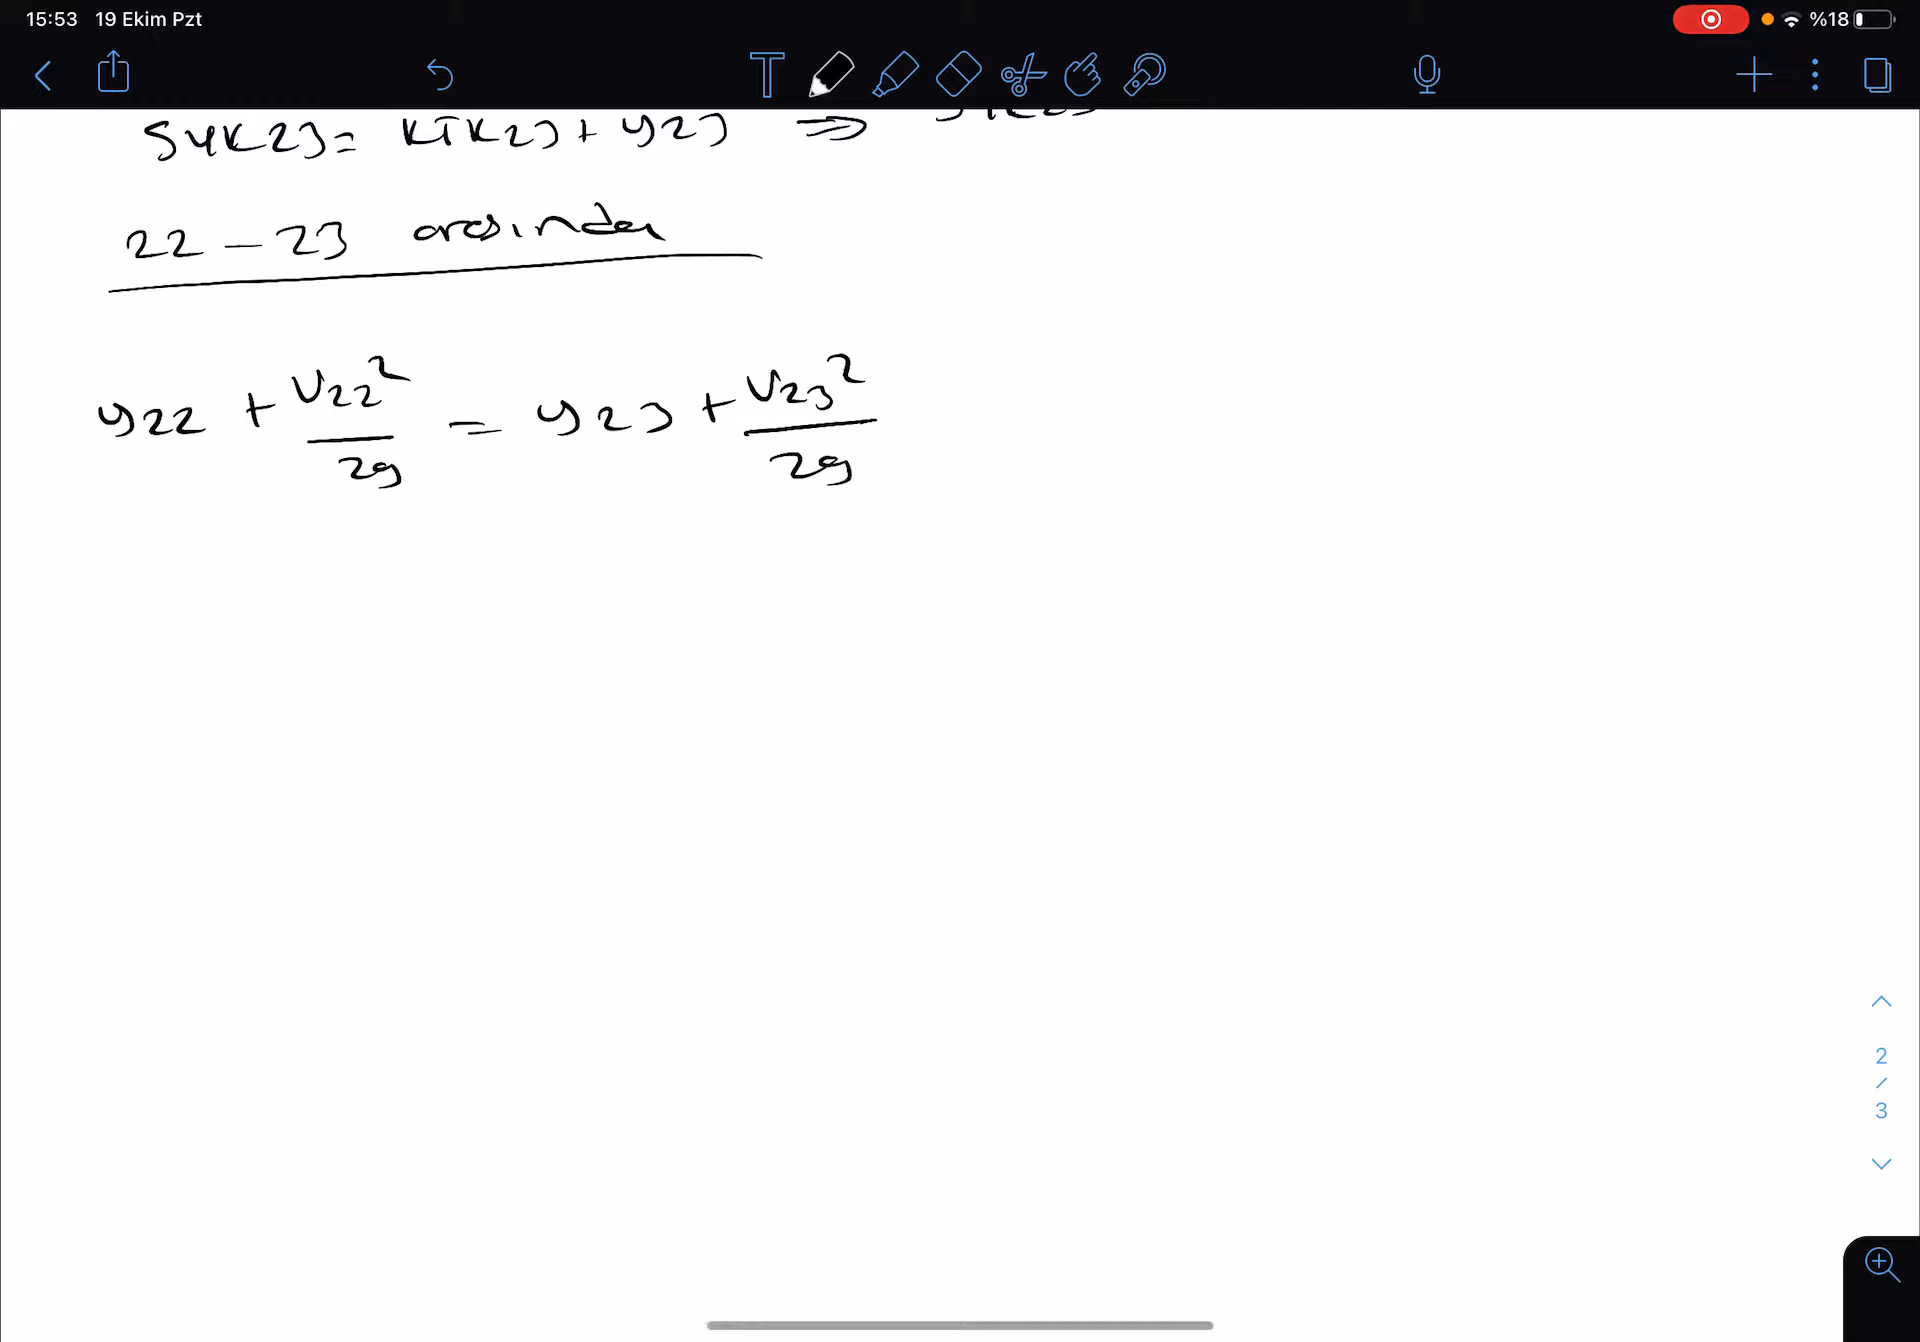 15:53 19 Ekim Pzt %18
SYK23 = KTK23 + y23 ⇒
22 – 23 arasında
y22 + V22²/2g = y23 + V23²/2g
2
/
3